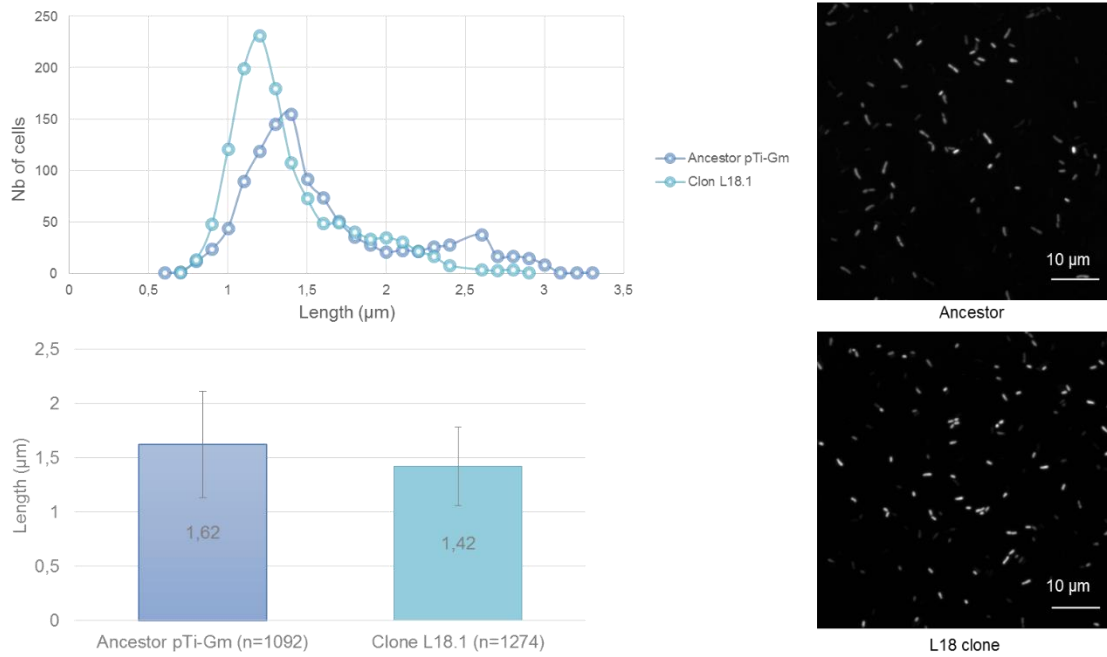 250
200
150
100
50
0
Nb of cells
0 0,5 1 1,5 2 2,5 3 3,5
Length (µm)
Ancestor pTi-Gm
Clon L18.1
10 µm
Ancestor
2,5
2
1,5
1
0,5
0
Length (µm)
1,62
1,42
Ancestor pTi-Gm (n=1092) Clone L18.1 (n=1274)
10 µm
L18 clone